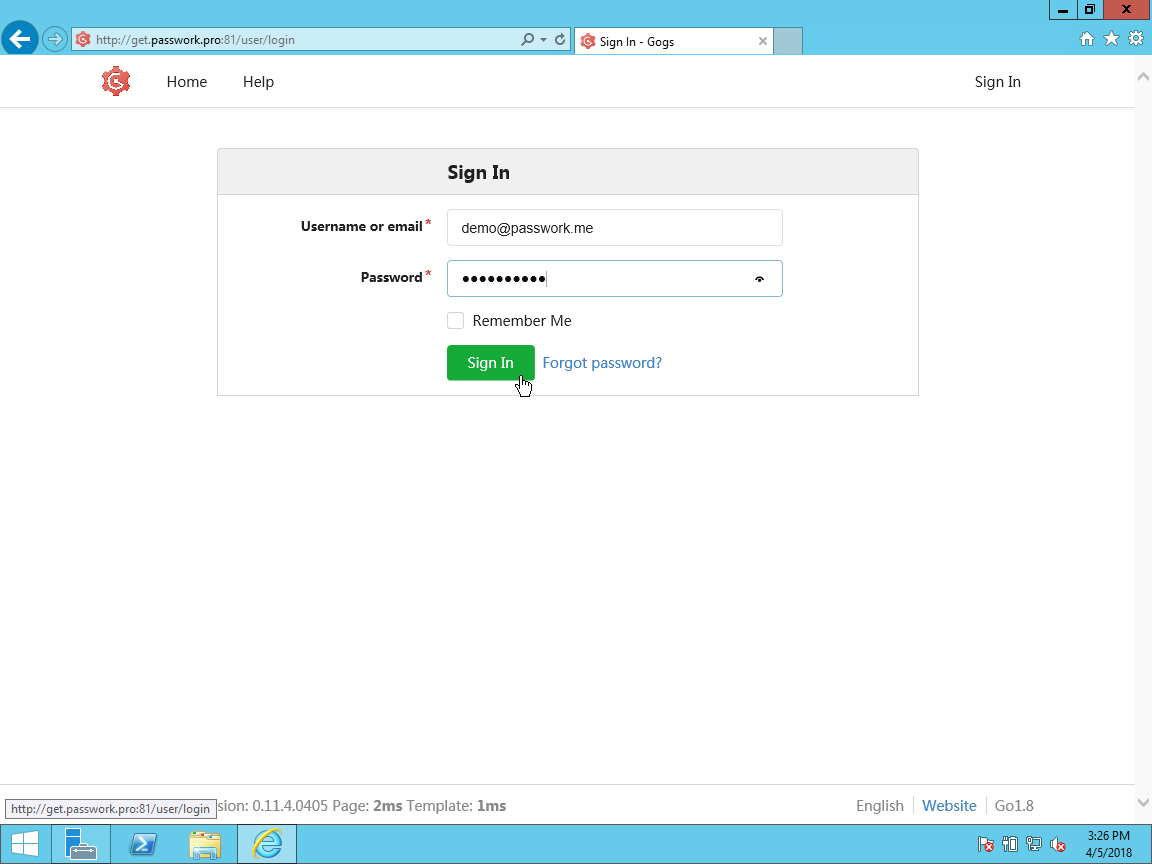 http://get.passwork.pro:81/user/login
Sign In - Gogs
Home
Help
Sign In
Sign In
Username or email *
demo@passwork.me
Password *
●●●●●●●●●●
Remember Me
Sign In
Forgot password?
http://get.passwork.pro:81/user/login
sion: 0.11.4.0405 Page: 2ms Template: 1ms
English
Website
Go1.8
3:26 PM
4/5/2018